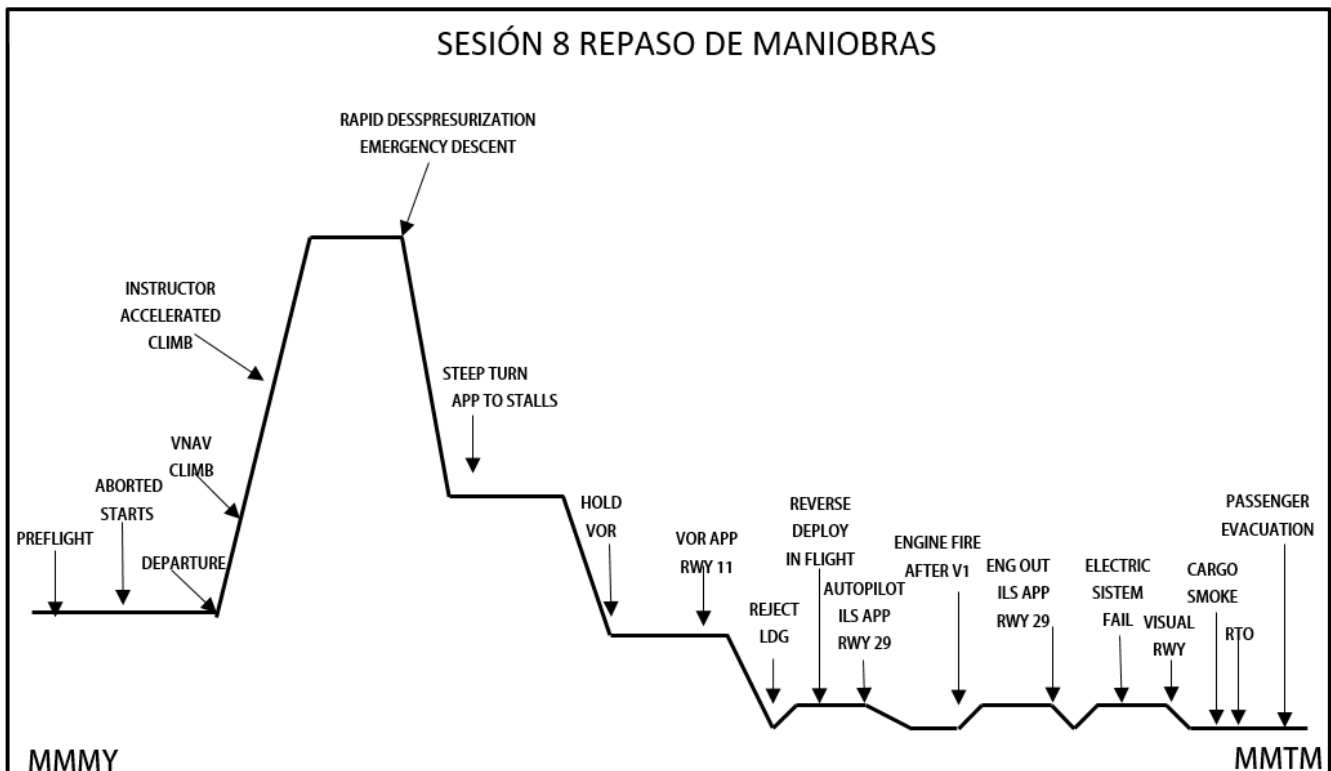 SESIÓN 8 REPASO DE MANIOBRAS
RAPID DESSPRESURIZATION
EMERGENCY DESCENT
INSTRUCTOR
ACCELERATED
CLIMB
STEEP TURN
APP TO STALLS
VNAV
CLIMB
ABORTED
STARTS
PREFLIGHT
DEPARTURE
HOLD
VOR
VOR APP
RWY 11
REJECT
LDG
REVERSE
DEPLOY
IN FLIGHT
AUTOPILOT
ILS APP
RWY 29
ENGINE FIRE
AFTER V1
ENG OUT
ILS APP
RWY 29
ELECTRIC
SISTEM
FAIL
VISUAL
RWY
CARGO
SMOKE
RTO
PASSENGER
EVACUATION
MMMY
MMTM